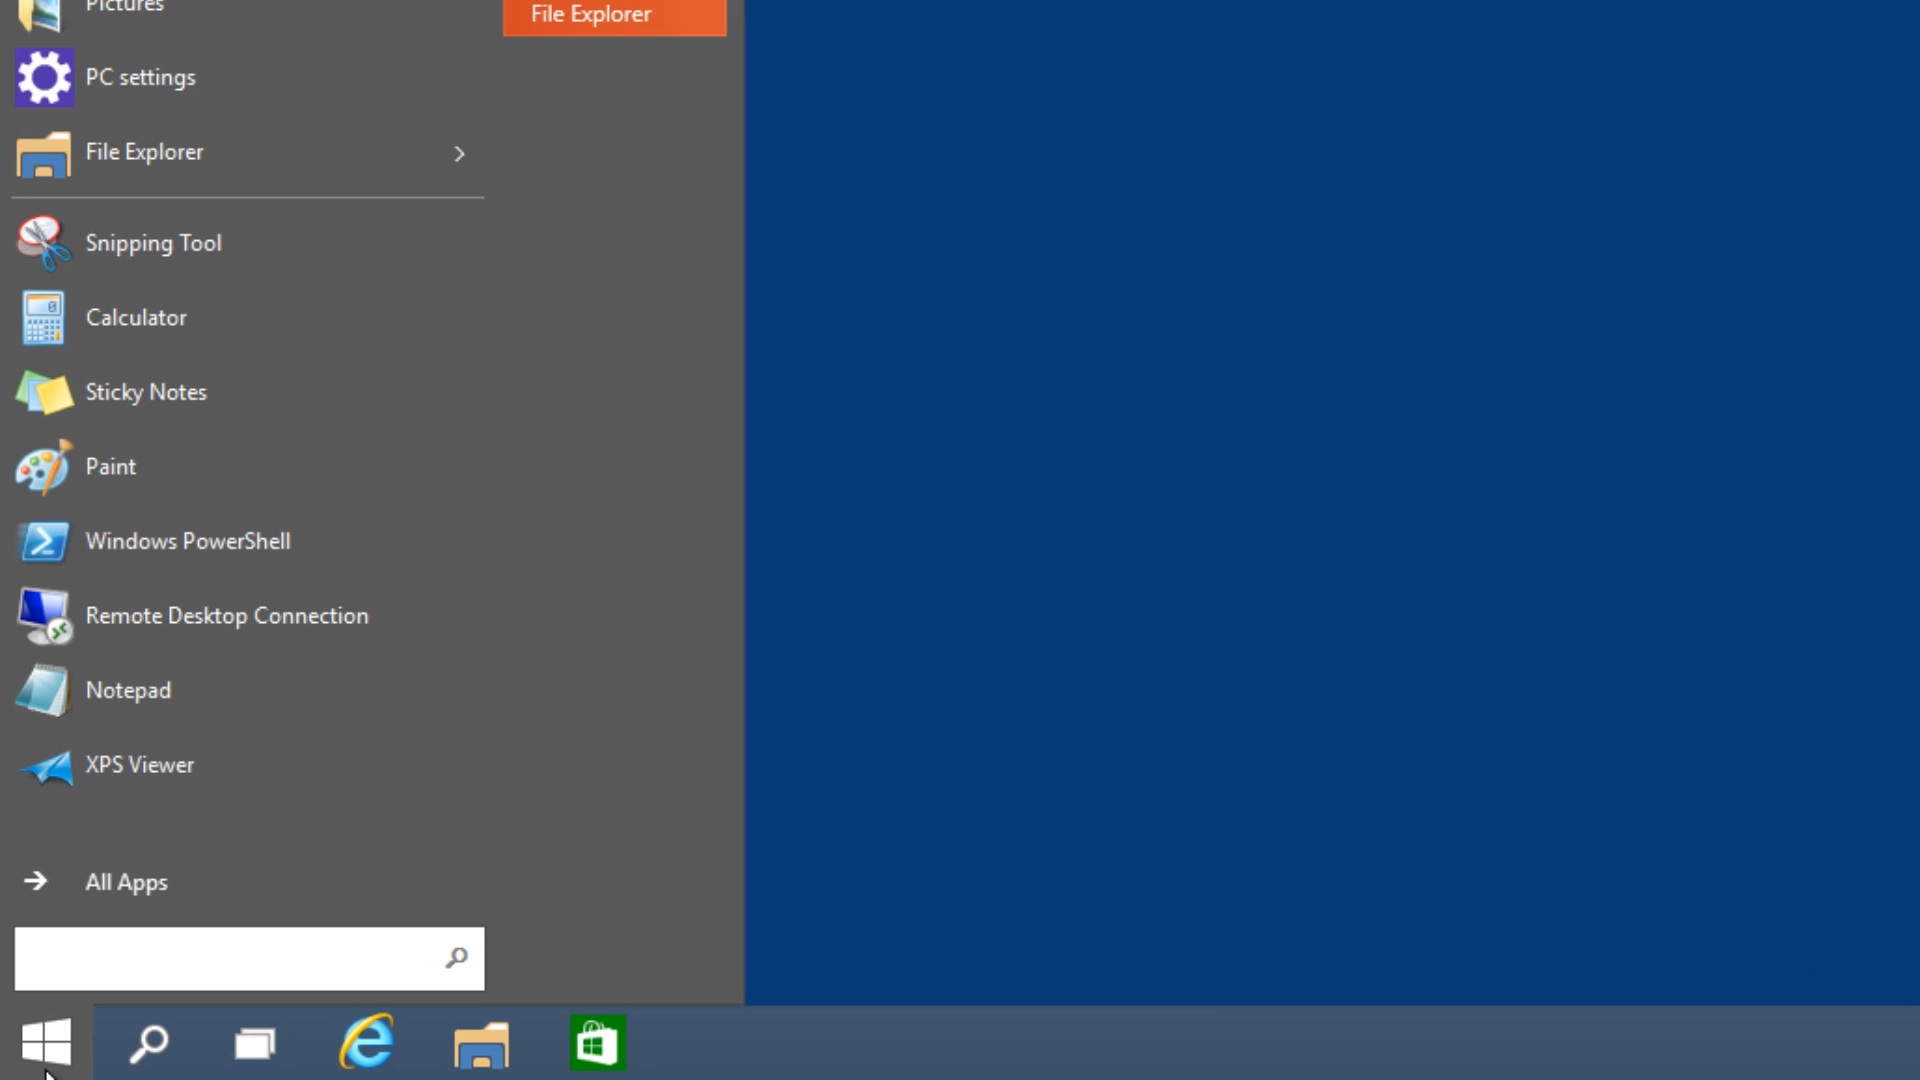 Pictures
File Explorer
PC settings
File Explorer
Snipping Tool
Calculator
Sticky Notes
Paint
Windows PowerShell
Remote Desktop Connection
Notepad
XPS Viewer
All Apps